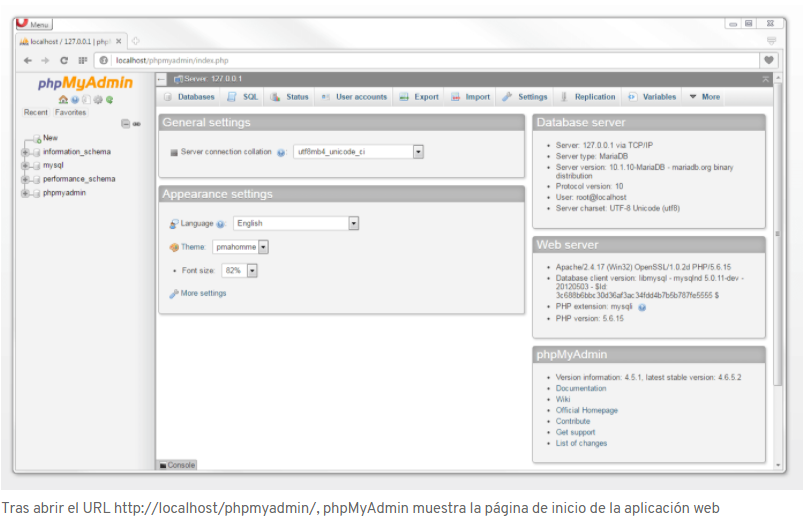 Menu
localhost / 127.0.0.1 | php
localhost/phpmyadmin/index.php
phpMyAdmin
Recent Favorites
New
information_schema
mysql
performance_schema
phpmyadmin
Server: 127.0.0.1
Databases SQL Status User accounts Export Import Settings Replication Variables More
General settings
Server connection collation utf8mb4_unicode_ci
Appearance settings
Language English
Theme: pmahomme
Font size: 82%
More settings
Database server
Server: 127.0.0.1 via TCP/IP
Server type: MariaDB
Server version: 10.1.10-MariaDB - mariadb.org binary
distribution
Protocol version: 10
User: root@localhost
Server charset: UTF-8 Unicode (utf8)
Web server
Apache/2.4.17 (Win32) OpenSSL/1.0.2d PHP/5.6.15
Database client version: libmysql - mysqlnd 5.0.11-dev -
20120503 - $Id:
3c688b6bbc30d36af3ac34fdd4b7b5b787fe5555 $
PHP extension: mysqli
PHP version: 5.6.15
phpMyAdmin
Version information: 4.5.1, latest stable version: 4.6.5.2
Documentation
Wiki
Official Homepage
Contribute
Get support
List of changes
Console
Tras abrir el URL http://localhost/phpmyadmin/, phpMyAdmin muestra la página de inicio de la aplicación web